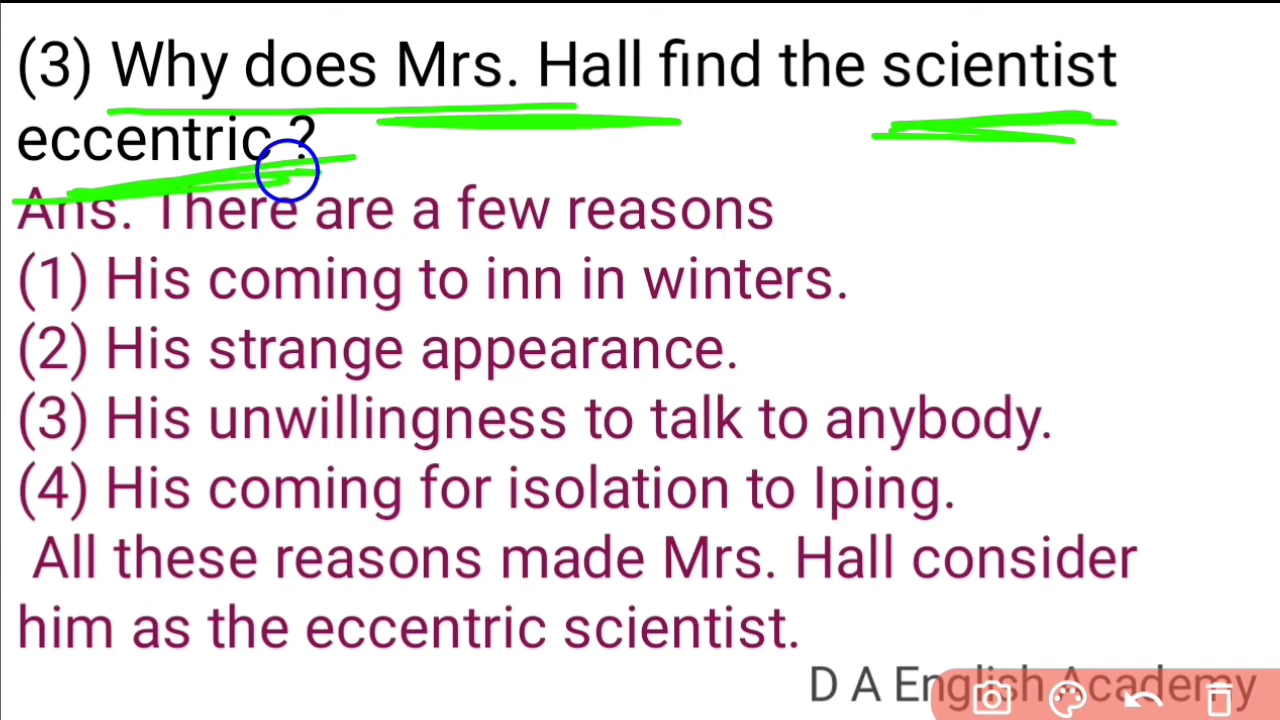 (3) Why does Mrs. Hall find the scientist
eccentric ?
Ans. There are a few reasons
(1) His coming to inn in winters.
(2) His strange appearance.
(3) His unwillingness to talk to anybody.
(4) His coming for isolation to Iping.
All these reasons made Mrs. Hall consider
him as the eccentric scientist.
D A English Academy